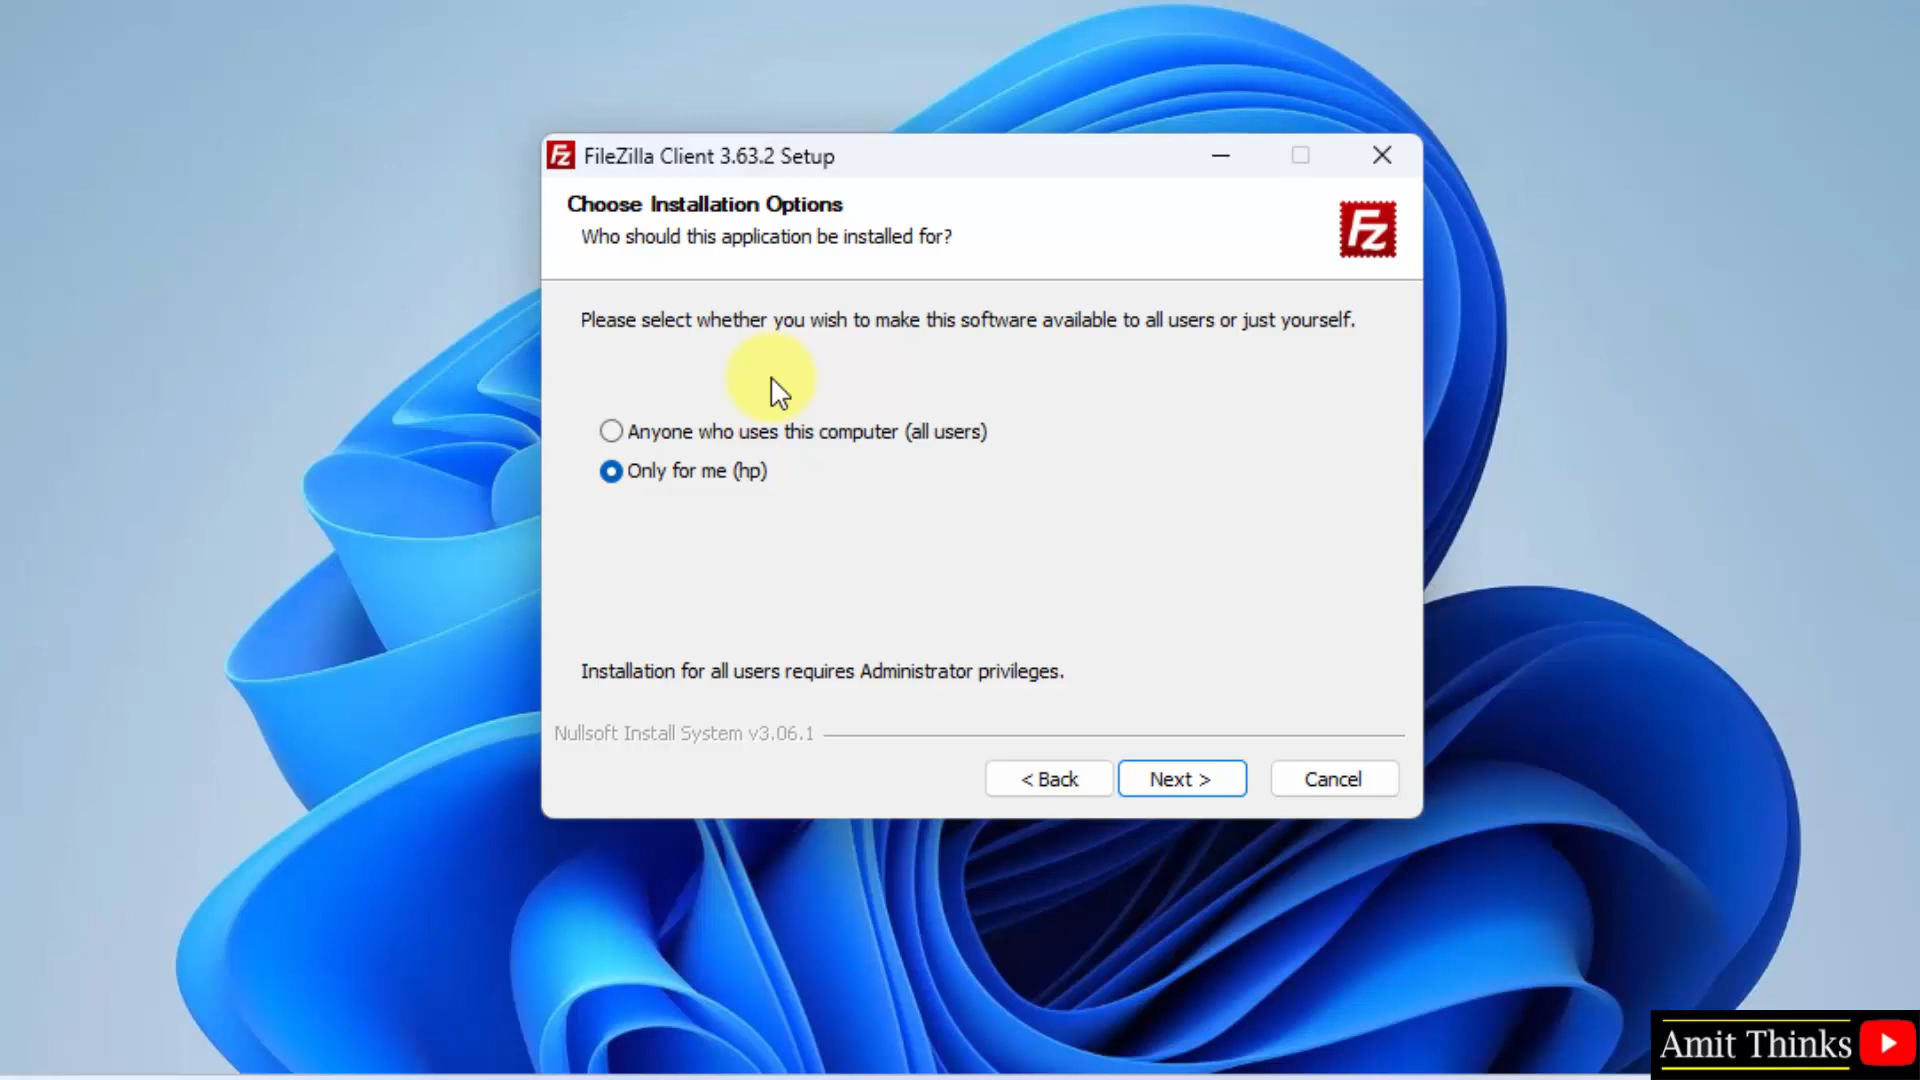 FileZilla Client 3.63.2 Setup
Choose Installation Options
Who should this application be installed for?
Fz
Please select whether you wish to make this software available to all users or just yourself.
Anyone who uses this computer (all users)
Only for me (hp)
Installation for all users requires Administrator privileges.
Nullsoft Install System v3.06.1
< Back
Next >
Cancel
Amit Thinks